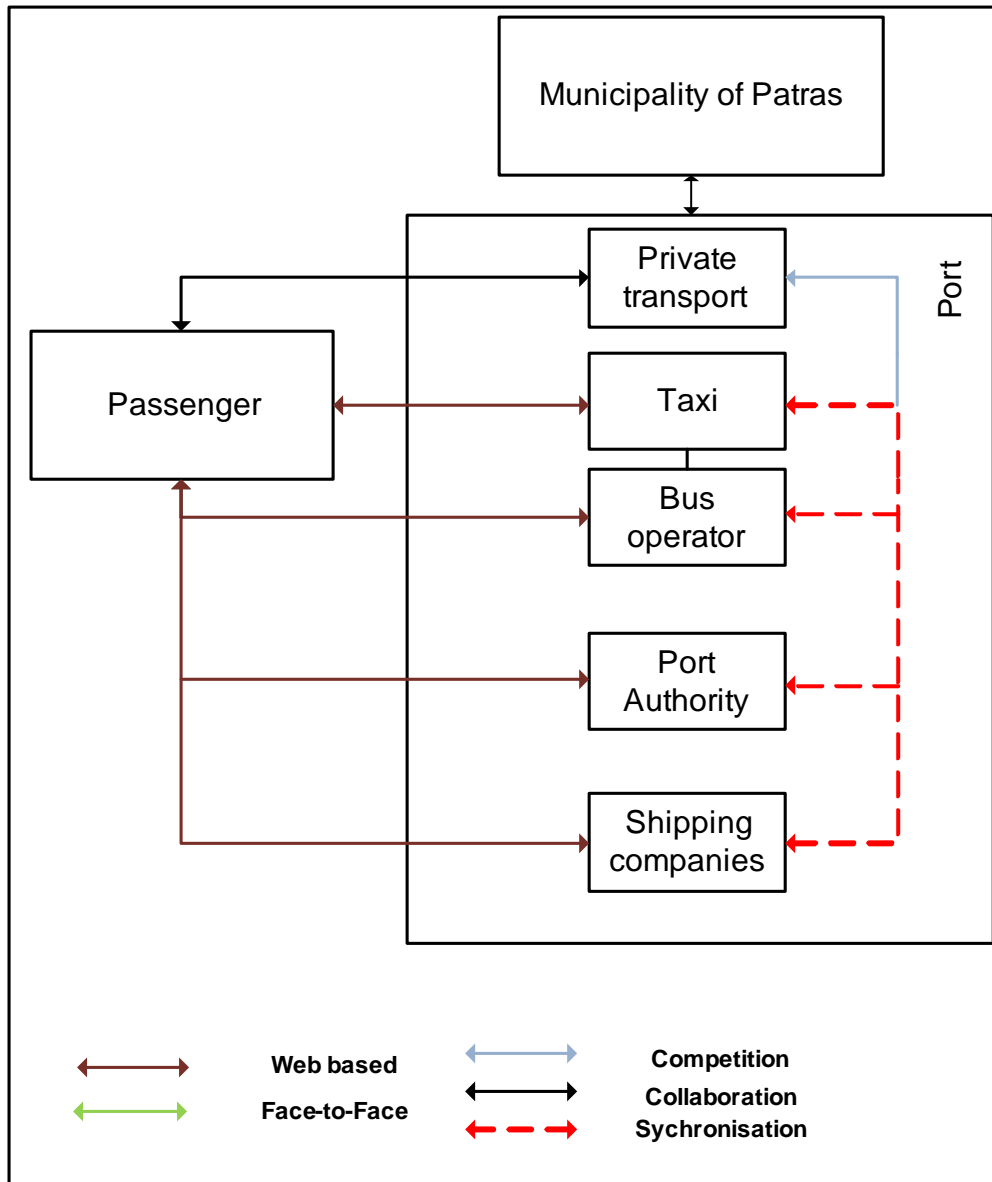 Municipality of Patras
Private
transport
Port
Passenger
Taxi
Bus
operator
Port
Authority
Shipping
companies
Web based
Face-to-Face
Competition
Collaboration
Sychronisation